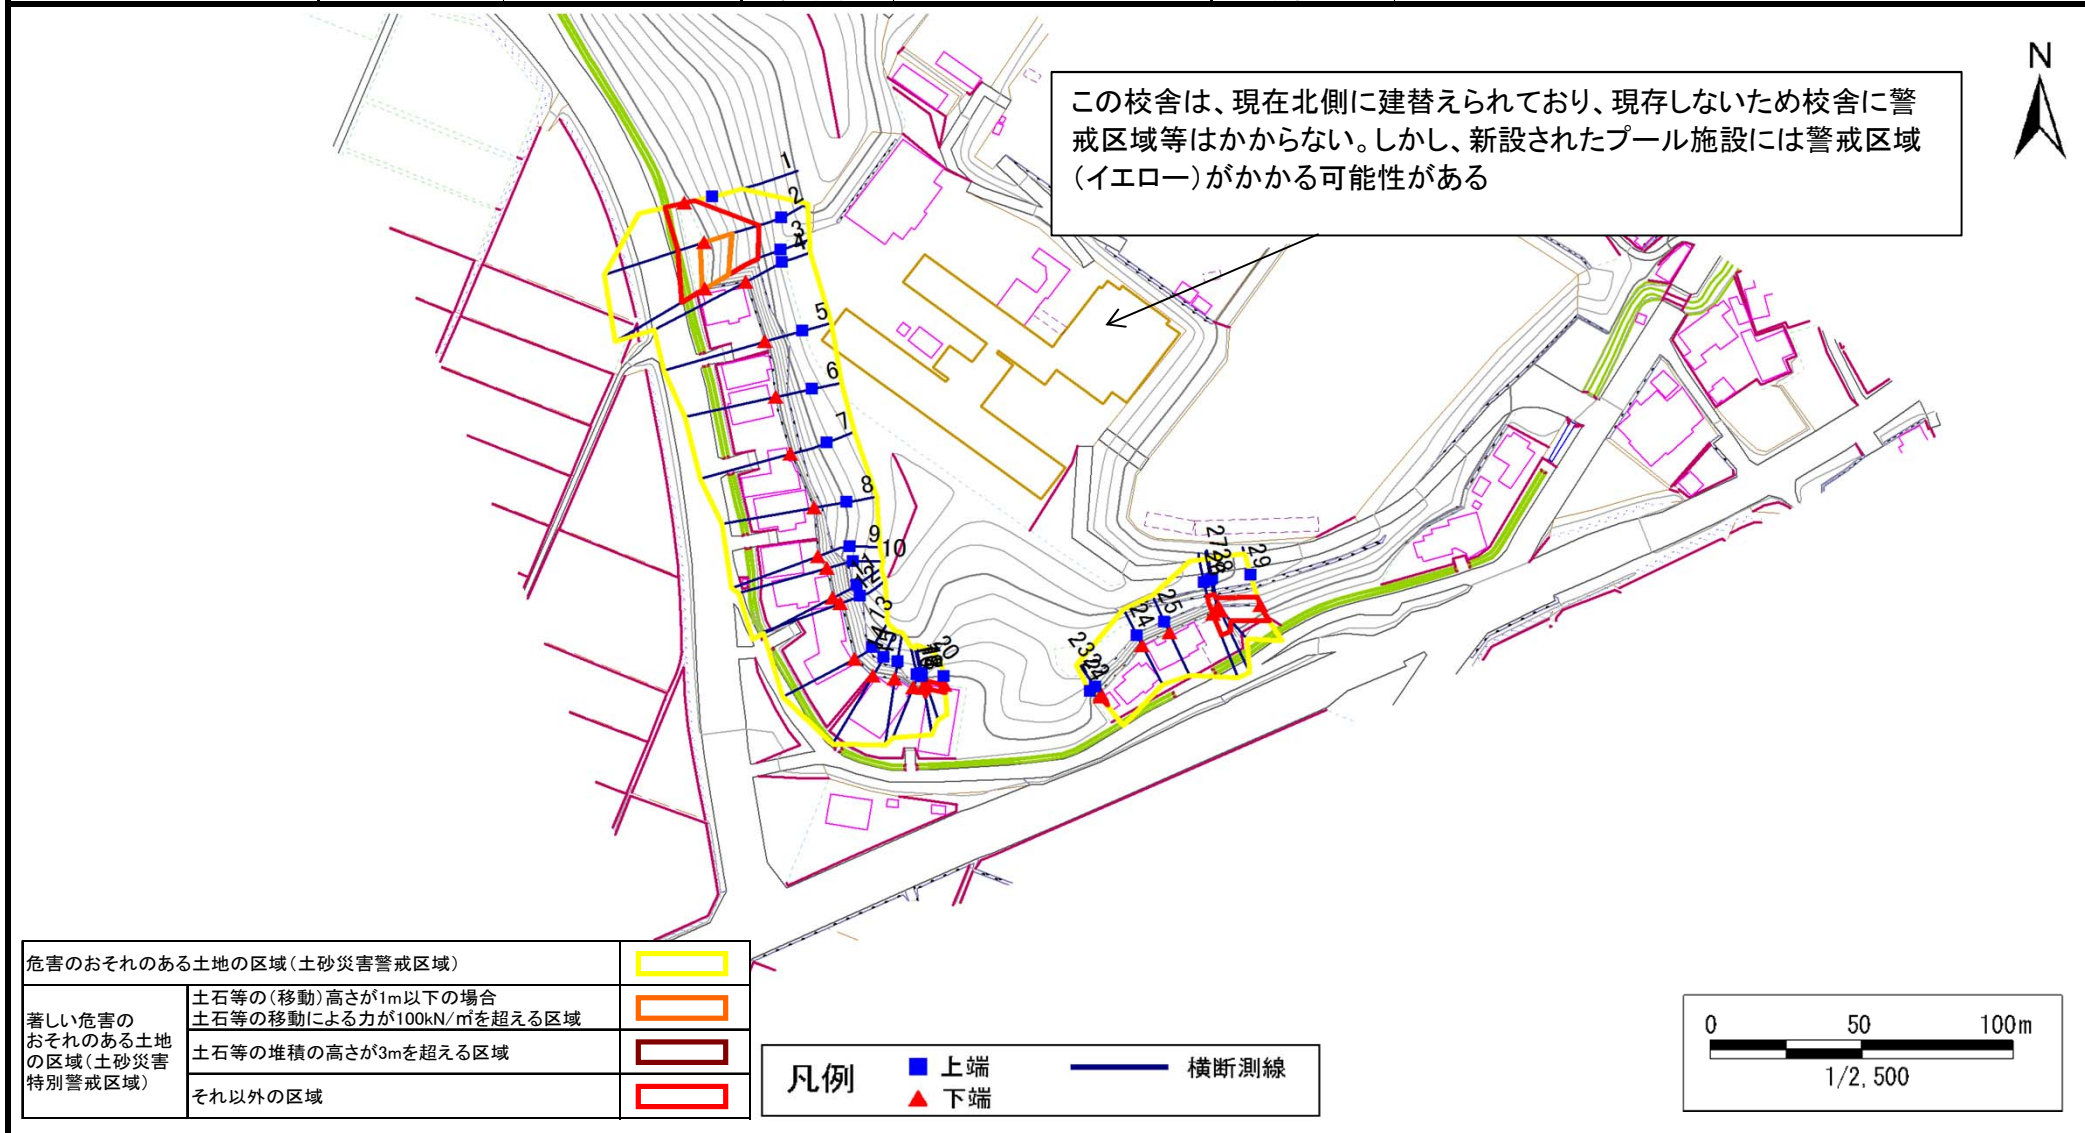 N
この校舎は、現在北側に建替えられており、現存しないため校舎に警
戒区域等はかからない。しかし、新設されたプール施設には警戒区域
（イエロー）がかかる可能性がある
1
2
3
4
5
6
7
8
9
10
13
20
23
24
25
27
28
29
危害のおそれのある土地の区域（土砂災害警戒区域）
著しい危害の
おそれのある土地
の区域（土砂災害
特別警戒区域）
土石等の（移動）高さが1m以下の場合
土石等の移動による力が100kN/㎡を超える区域
土石等の堆積の高さが3mを超える区域
それ以外の区域
凡例
上端
下端
横断測線
0 50 100m
1/2,500